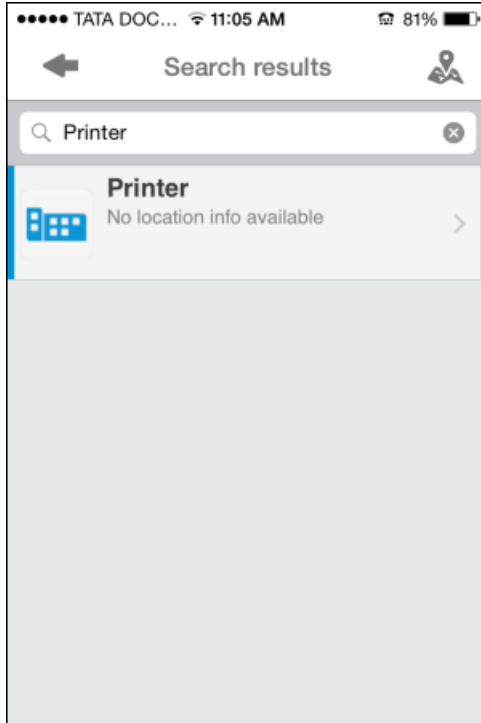 TATA DOC... 11:05 AM 81%
Search results
Printer
Printer
No location info available